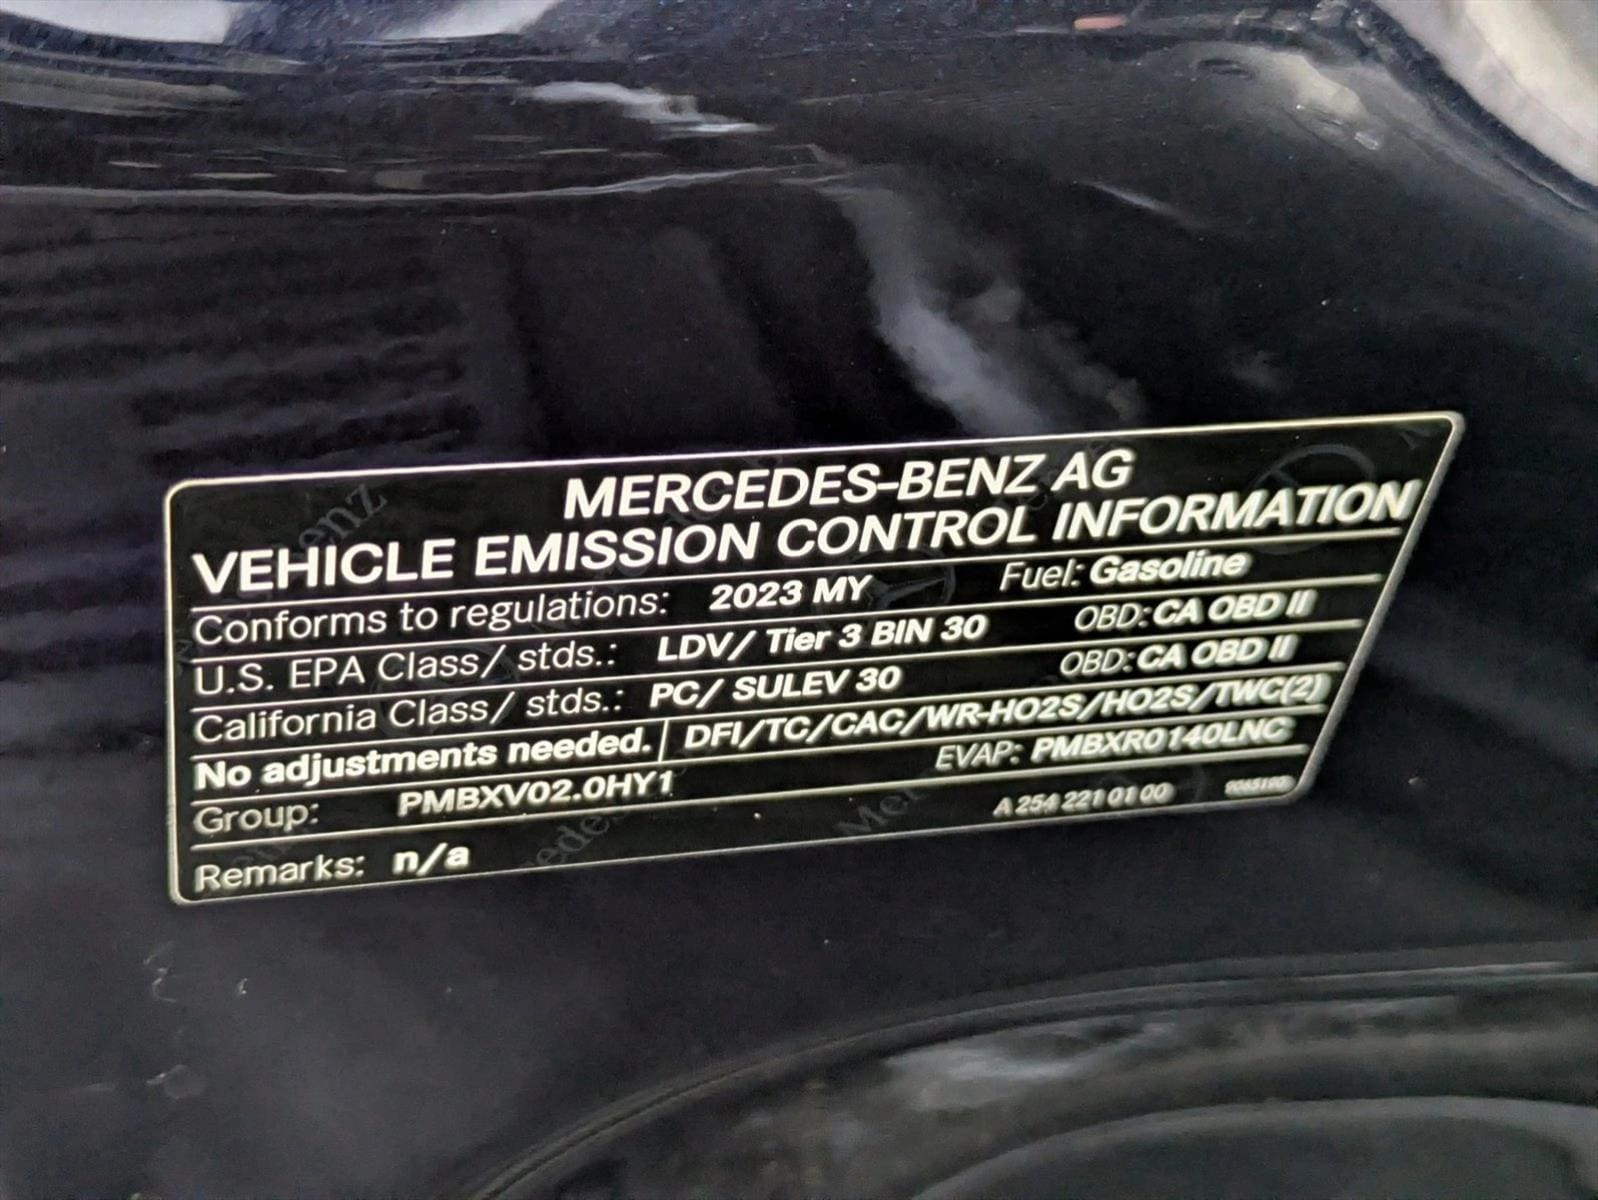 MERCEDES-BENZ AG
VEHICLE EMISSION CONTROL INFORMATION
Conforms to regulations: 2023 MY Fuel: Gasoline
U.S. EPA Class/ stds.: LDV/ Tier 3 BIN 30 OBD: CA OBD II
California Class/ stds.: PC/ SULEV 30 OBD: CA OBD II
No adjustments needed. DFI/TC/CAC/WR-HO2S/HO2S/TWC(2)
Group: PMBXV02.0HY1 EVAP: PMBXR0140LNC
Remarks: n/a A 254 221 01 00